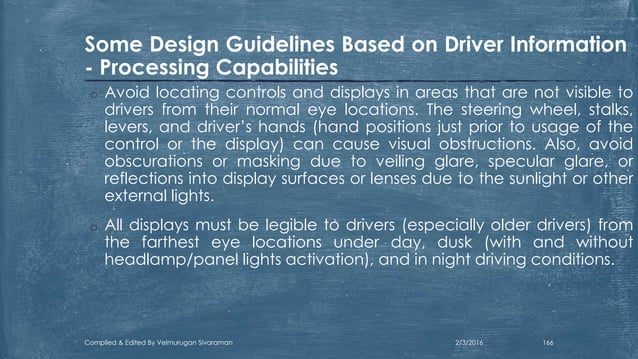 Some Design Guidelines Based on Driver Information
- Processing Capabilities
o Avoid locating controls and displays in areas that are not visible to
drivers from their normal eye locations. The steering wheel, stalks,
levers, and driver's hands (hand positions just prior to usage of the
control or the display) can cause visual obstructions. Also, avoid
obscurations or masking due to veiling glare, specular glare, or
reflections into display surfaces or lenses due to the sunlight or other
external lights.
o All displays must be legible to drivers (especially older drivers) from
the farthest eye locations under day, dusk (with and without
headlamp/panel lights activation), and in night driving conditions.
Complied & Edited By Velmurugan Sivaraman 2/3/2016 166